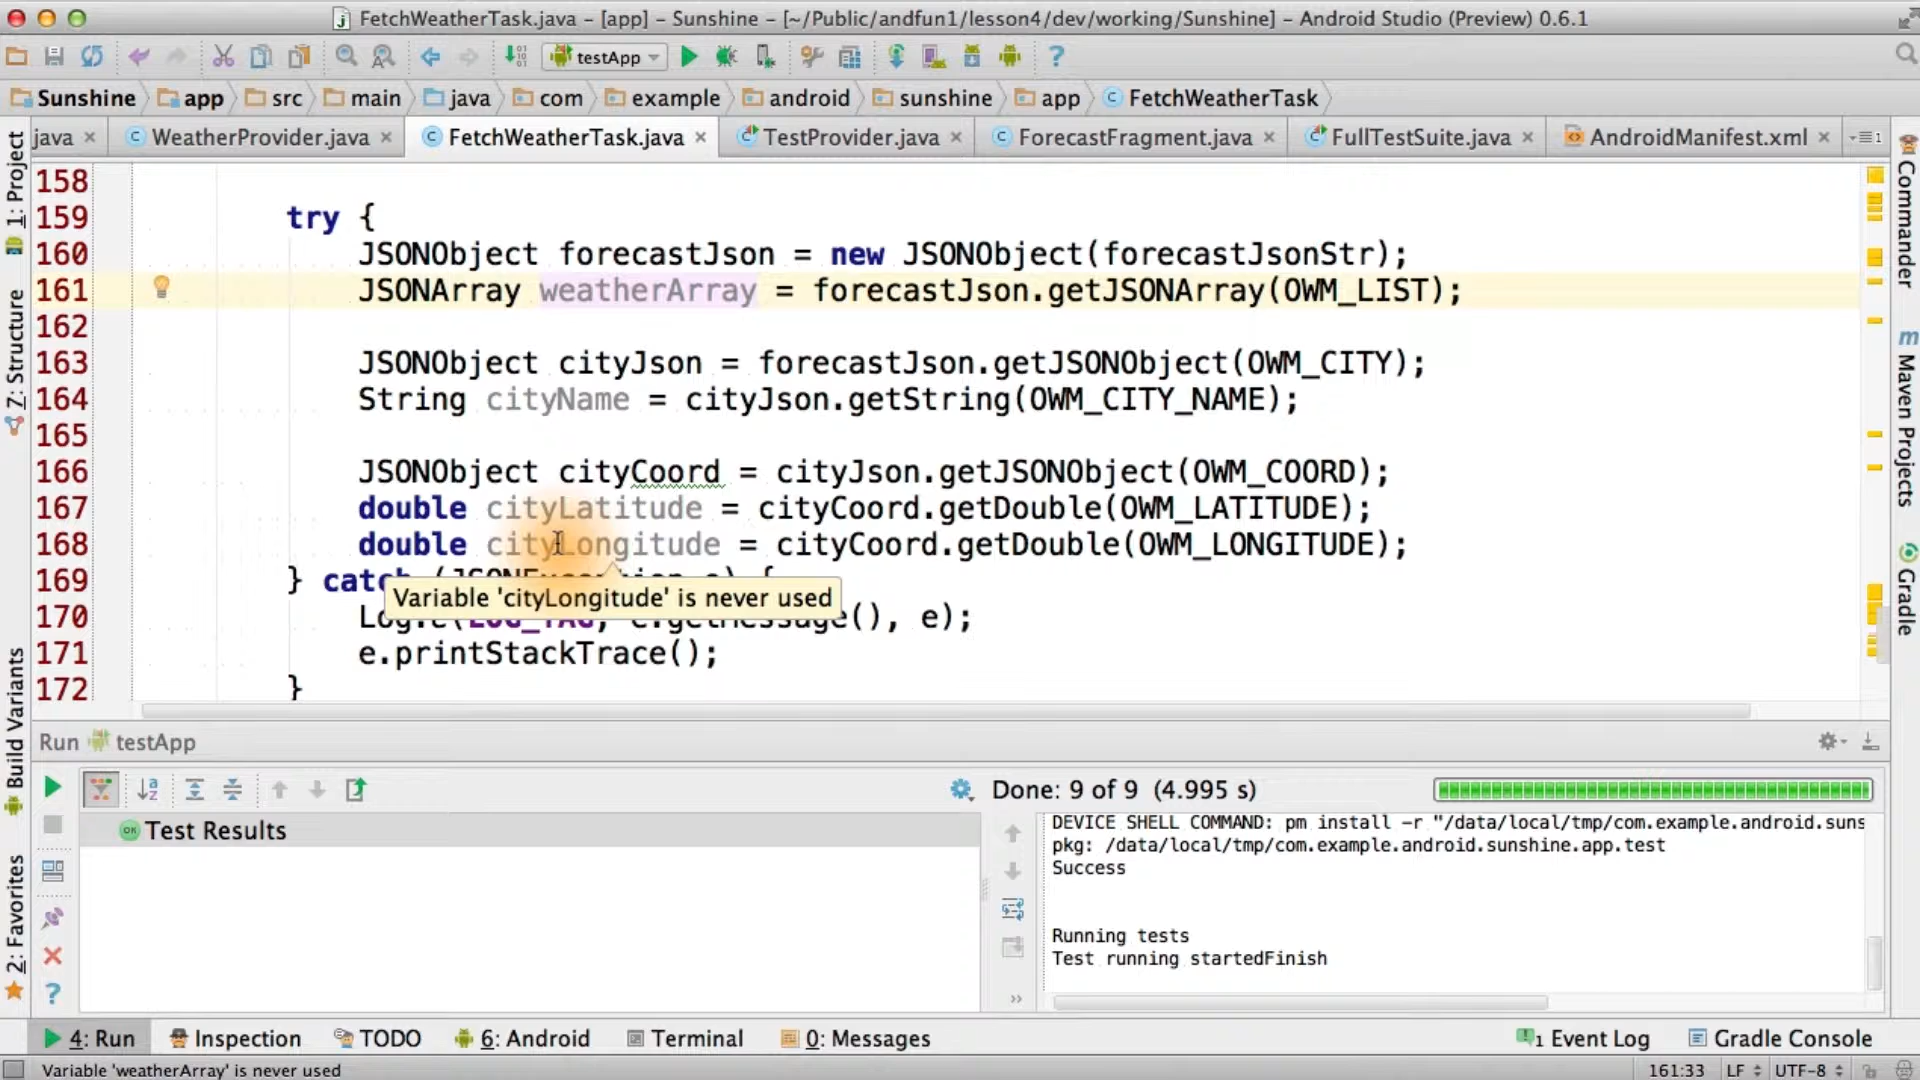 FetchWeatherTask.java - [app] - Sunshine - [~/Public/andfun1/lesson4/dev/working/Sunshine] - Android Studio (Preview) 0.6.1
testApp
Sunshine app src main java com example android sunshine app FetchWeatherTask
java WeatherProvider.java FetchWeatherTask.java TestProvider.java ForecastFragment.java FullTestSuite.java AndroidManifest.xml
1: Project
Z: Structure
Build Variants
2: Favorites
158
159 try {
160 JSONObject forecastJson = new JSONObject(forecastJsonStr);
161 JSONArray weatherArray = forecastJson.getJSONArray(OWM_LIST);
162
163 JSONObject cityJson = forecastJson.getJSONObject(OWM_CITY);
164 String cityName = cityJson.getString(OWM_CITY_NAME);
165
166 JSONObject cityCoord = cityJson.getJSONObject(OWM_COORD);
167 double cityLatitude = cityCoord.getDouble(OWM_LATITUDE);
168 double cityLongitude = cityCoord.getDouble(OWM_LONGITUDE);
169 } catch (JSONException e) {
Variable 'cityLongitude' is never used
170 Log.e(LOG_TAG, e.getMessage(), e);
171 e.printStackTrace();
172 }
Commander
Maven Projects
Gradle
Run testApp
Done: 9 of 9 (4.995 s)
Test Results
DEVICE SHELL COMMAND: pm install -r "/data/local/tmp/com.example.android.suns
pkg: /data/local/tmp/com.example.android.sunshine.app.test
Success
Running tests
Test running startedFinish
4: Run Inspection TODO 6: Android Terminal 0: Messages 1 Event Log Gradle Console
Variable 'weatherArray' is never used 161:33 LF UTF-8